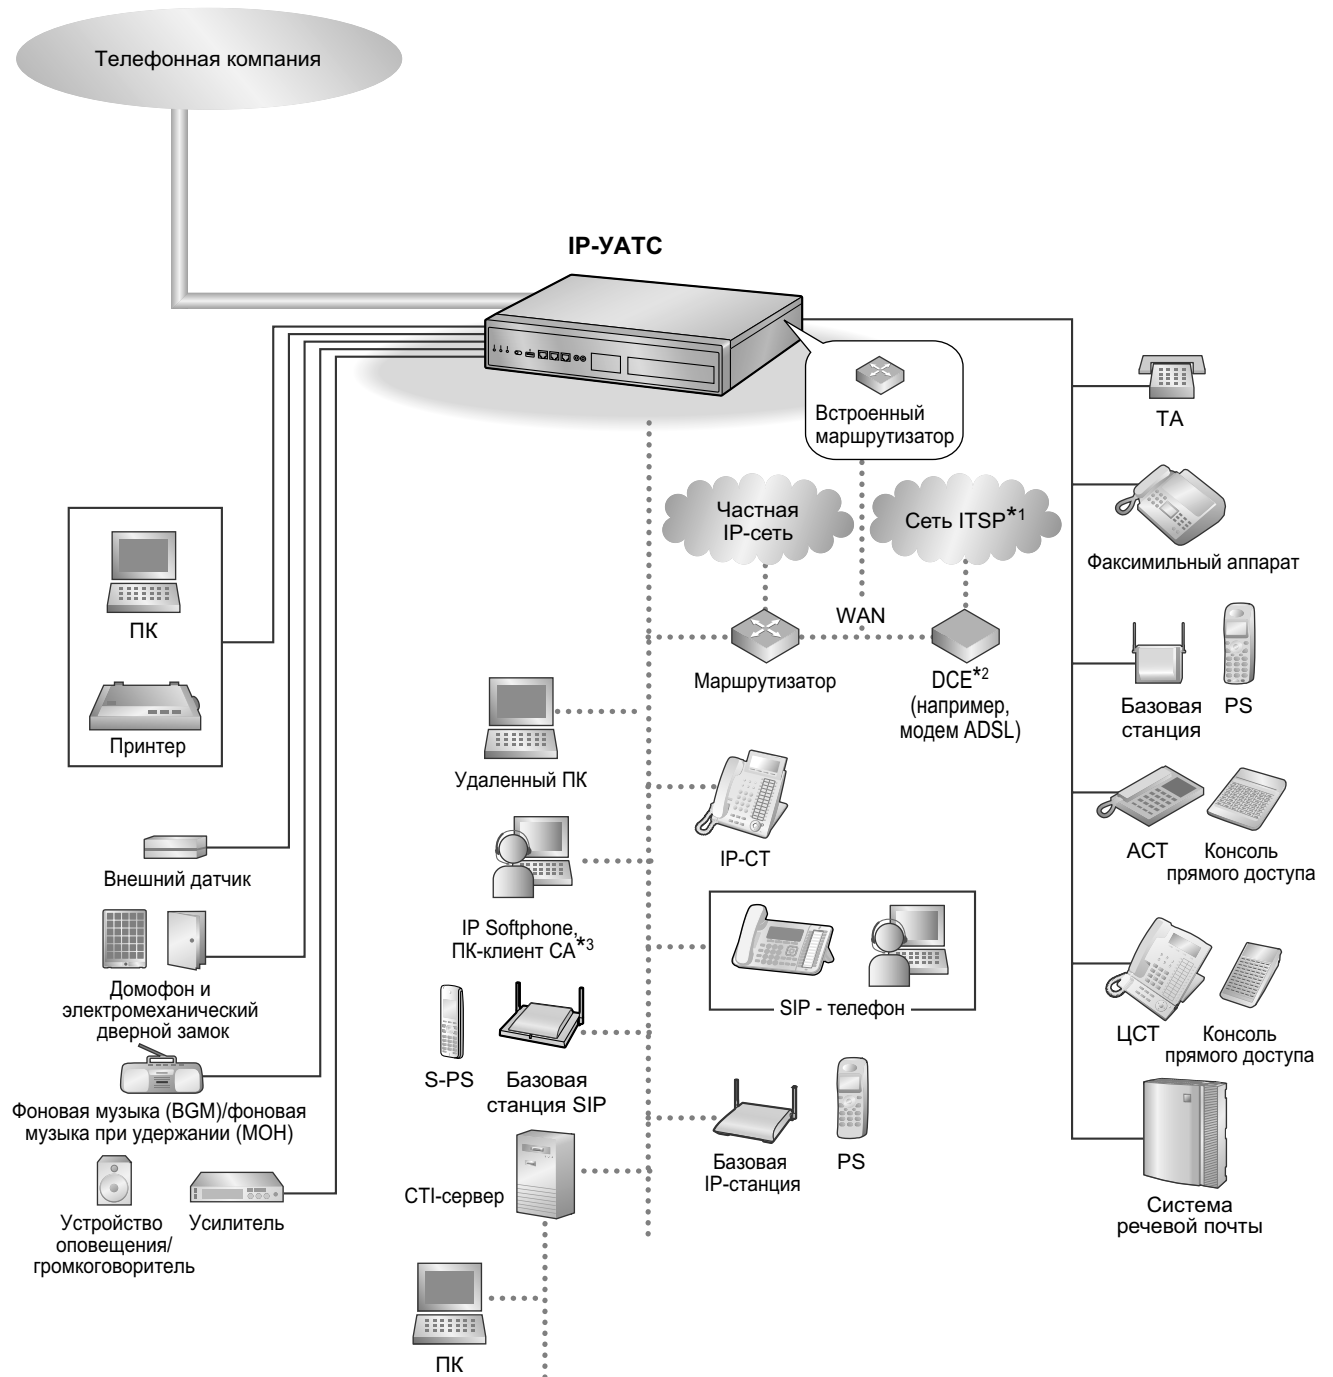 Телефонная компания
IP-УАТС
Встроенный
маршрутизатор
ТА
Частная
IP-сеть
Сеть ITSP*1
Факсимильный аппарат
WAN
ПК
Маршрутизатор
DCE*2
(например,
модем ADSL)
Базовая
станция
PS
Принтер
Удаленный ПК
IP-СТ
АСТ
Консоль
прямого доступа
Внешний датчик
IP Softphone,
ПК-клиент CA*3
Домофон и
электромеханический
дверной замок
SIP - телефон
ЦСТ
Консоль
прямого доступа
S-PS
Базовая
станция SIP
Фоновая музыка (BGM)/фоновая
музыка при удержании (MOH)
Базовая
IP-станция
PS
CTI-сервер
Система
речевой почты
Устройство
оповещения/
громкоговоритель
Усилитель
ПК